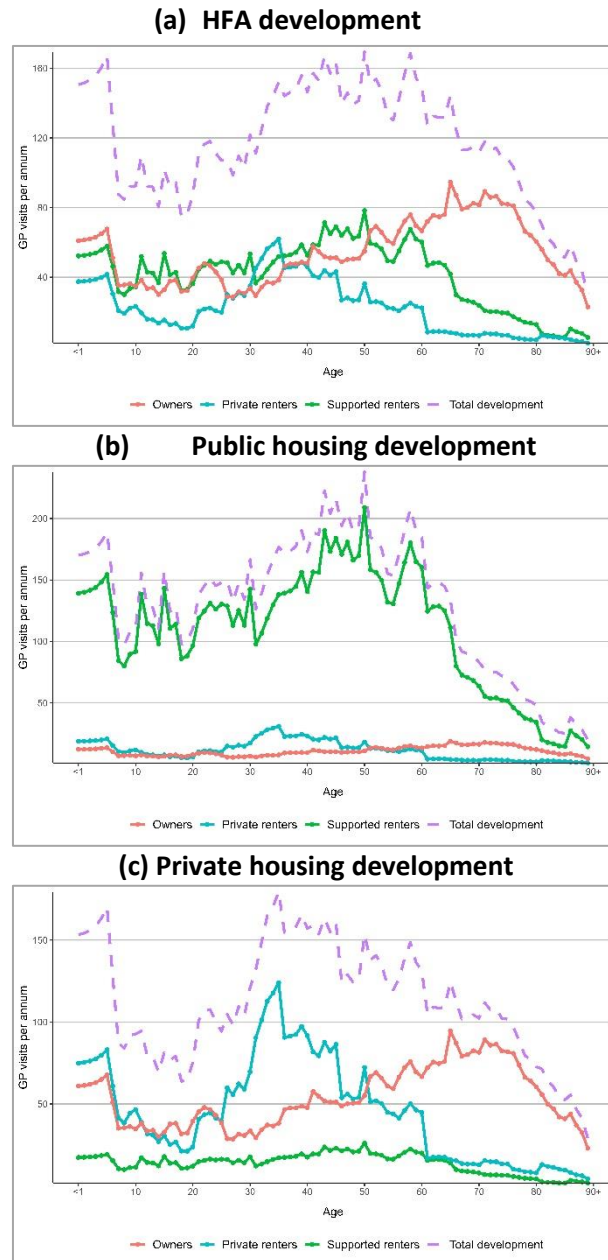 (a) HFA development
GP visits per annum
160
120
80
40
<1 10 20 30 40 50 60 70 80 90+
Age
Owners Private renters Supported renters Total development
(b) Public housing development
GP visits per annum
200
150
100
50
<1 10 20 30 40 50 60 70 80 90+
Age
Owners Private renters Supported renters Total development
(c) Private housing development
GP visits per annum
150
100
50
<1 10 20 30 40 50 60 70 80 90+
Age
Owners Private renters Supported renters Total development